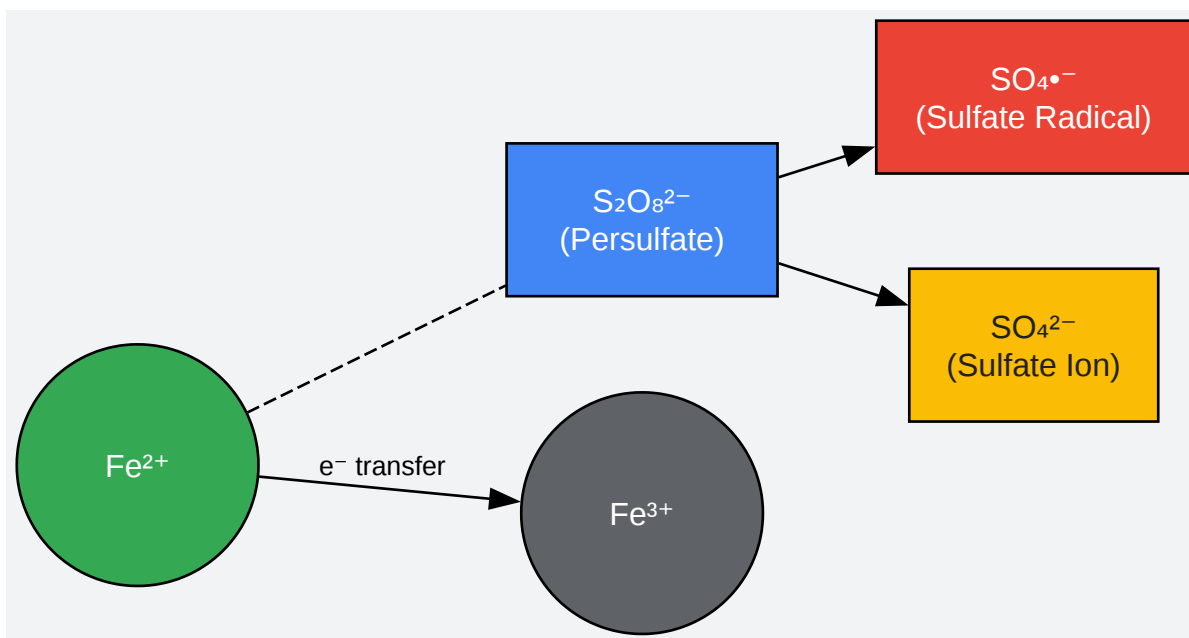 SO₄•⁻
(Sulfate Radical)
S₂O₈²⁻
(Persulfate)
SO₄²⁻
(Sulfate Ion)
Fe²⁺
e⁻ transfer
Fe³⁺